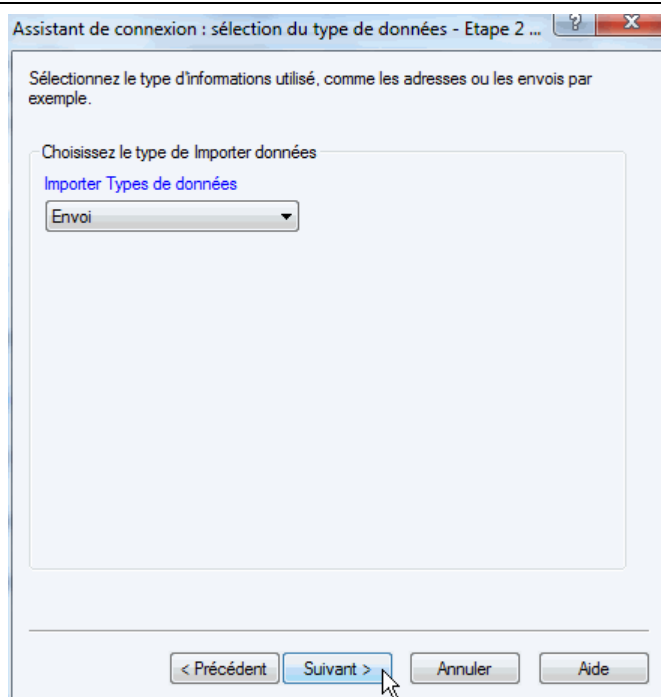 Assistant de connexion : sélection du type de données - Etape 2 ...
Sélectionnez le type d'informations utilisé, comme les adresses ou les envois par
exemple.
Choisissez le type de Importer données
Importer Types de données
Envoi
< Précédent Suivant > Annuler Aide